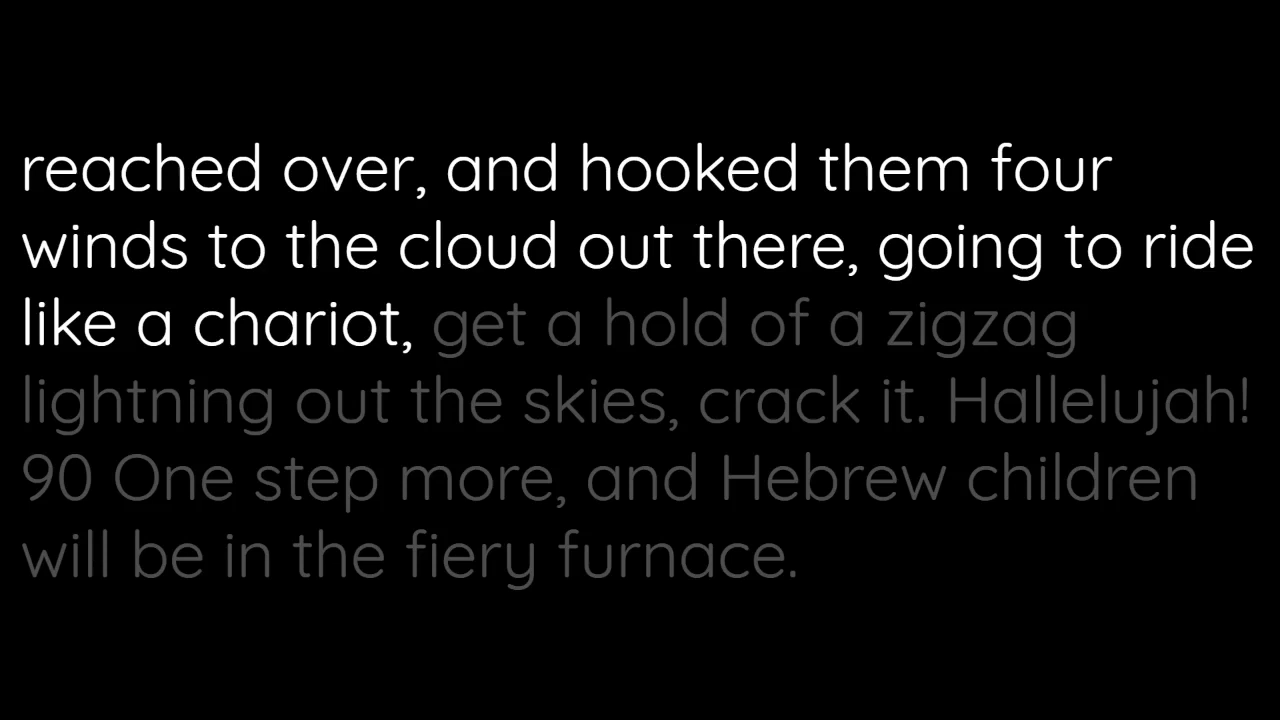 reached over, and hooked them four
winds to the cloud out there, going to ride
like a chariot, get a hold of a zigzag
lightning out the skies, crack it. Hallelujah!
90 One step more, and Hebrew children
will be in the fiery furnace.